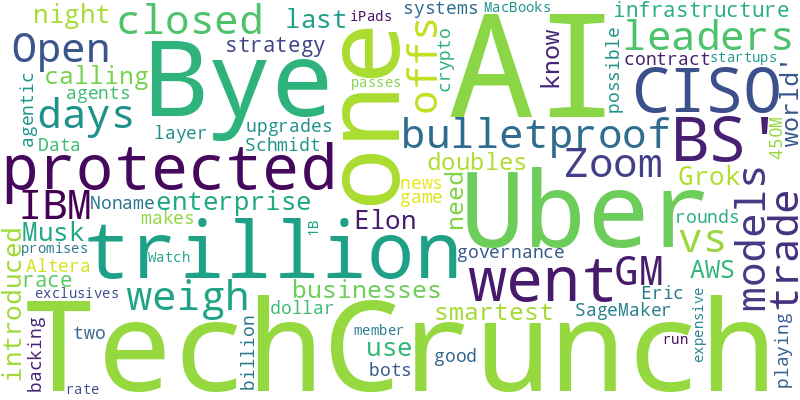 night
closed
last
iPads
systems
MacBooks
infrastructure
Open
Bye
strategy
one
offs
AI
know
possible
leaders
contract
startups
calling
agents
agentic
days
layer
upgrades
Schmidt
Data
passes
crypto
CISO
world'
450M
bulletproof
BS'
protected
doubles
Zoom
Grok
models
trade
IBM
Noname
enterprise
makes
Elon
news
game
need
Uber
rounds
Musk
promises
trillion
1B
vs
governance
went
GM
AWS
introduced
Altera
race
Watch
exclusives
weigh
businesses
dollar
smartest
Eric
SageMaker
expensive
playing
TechCrunch
backing
two
billion
use
member
good
bots
run
rate